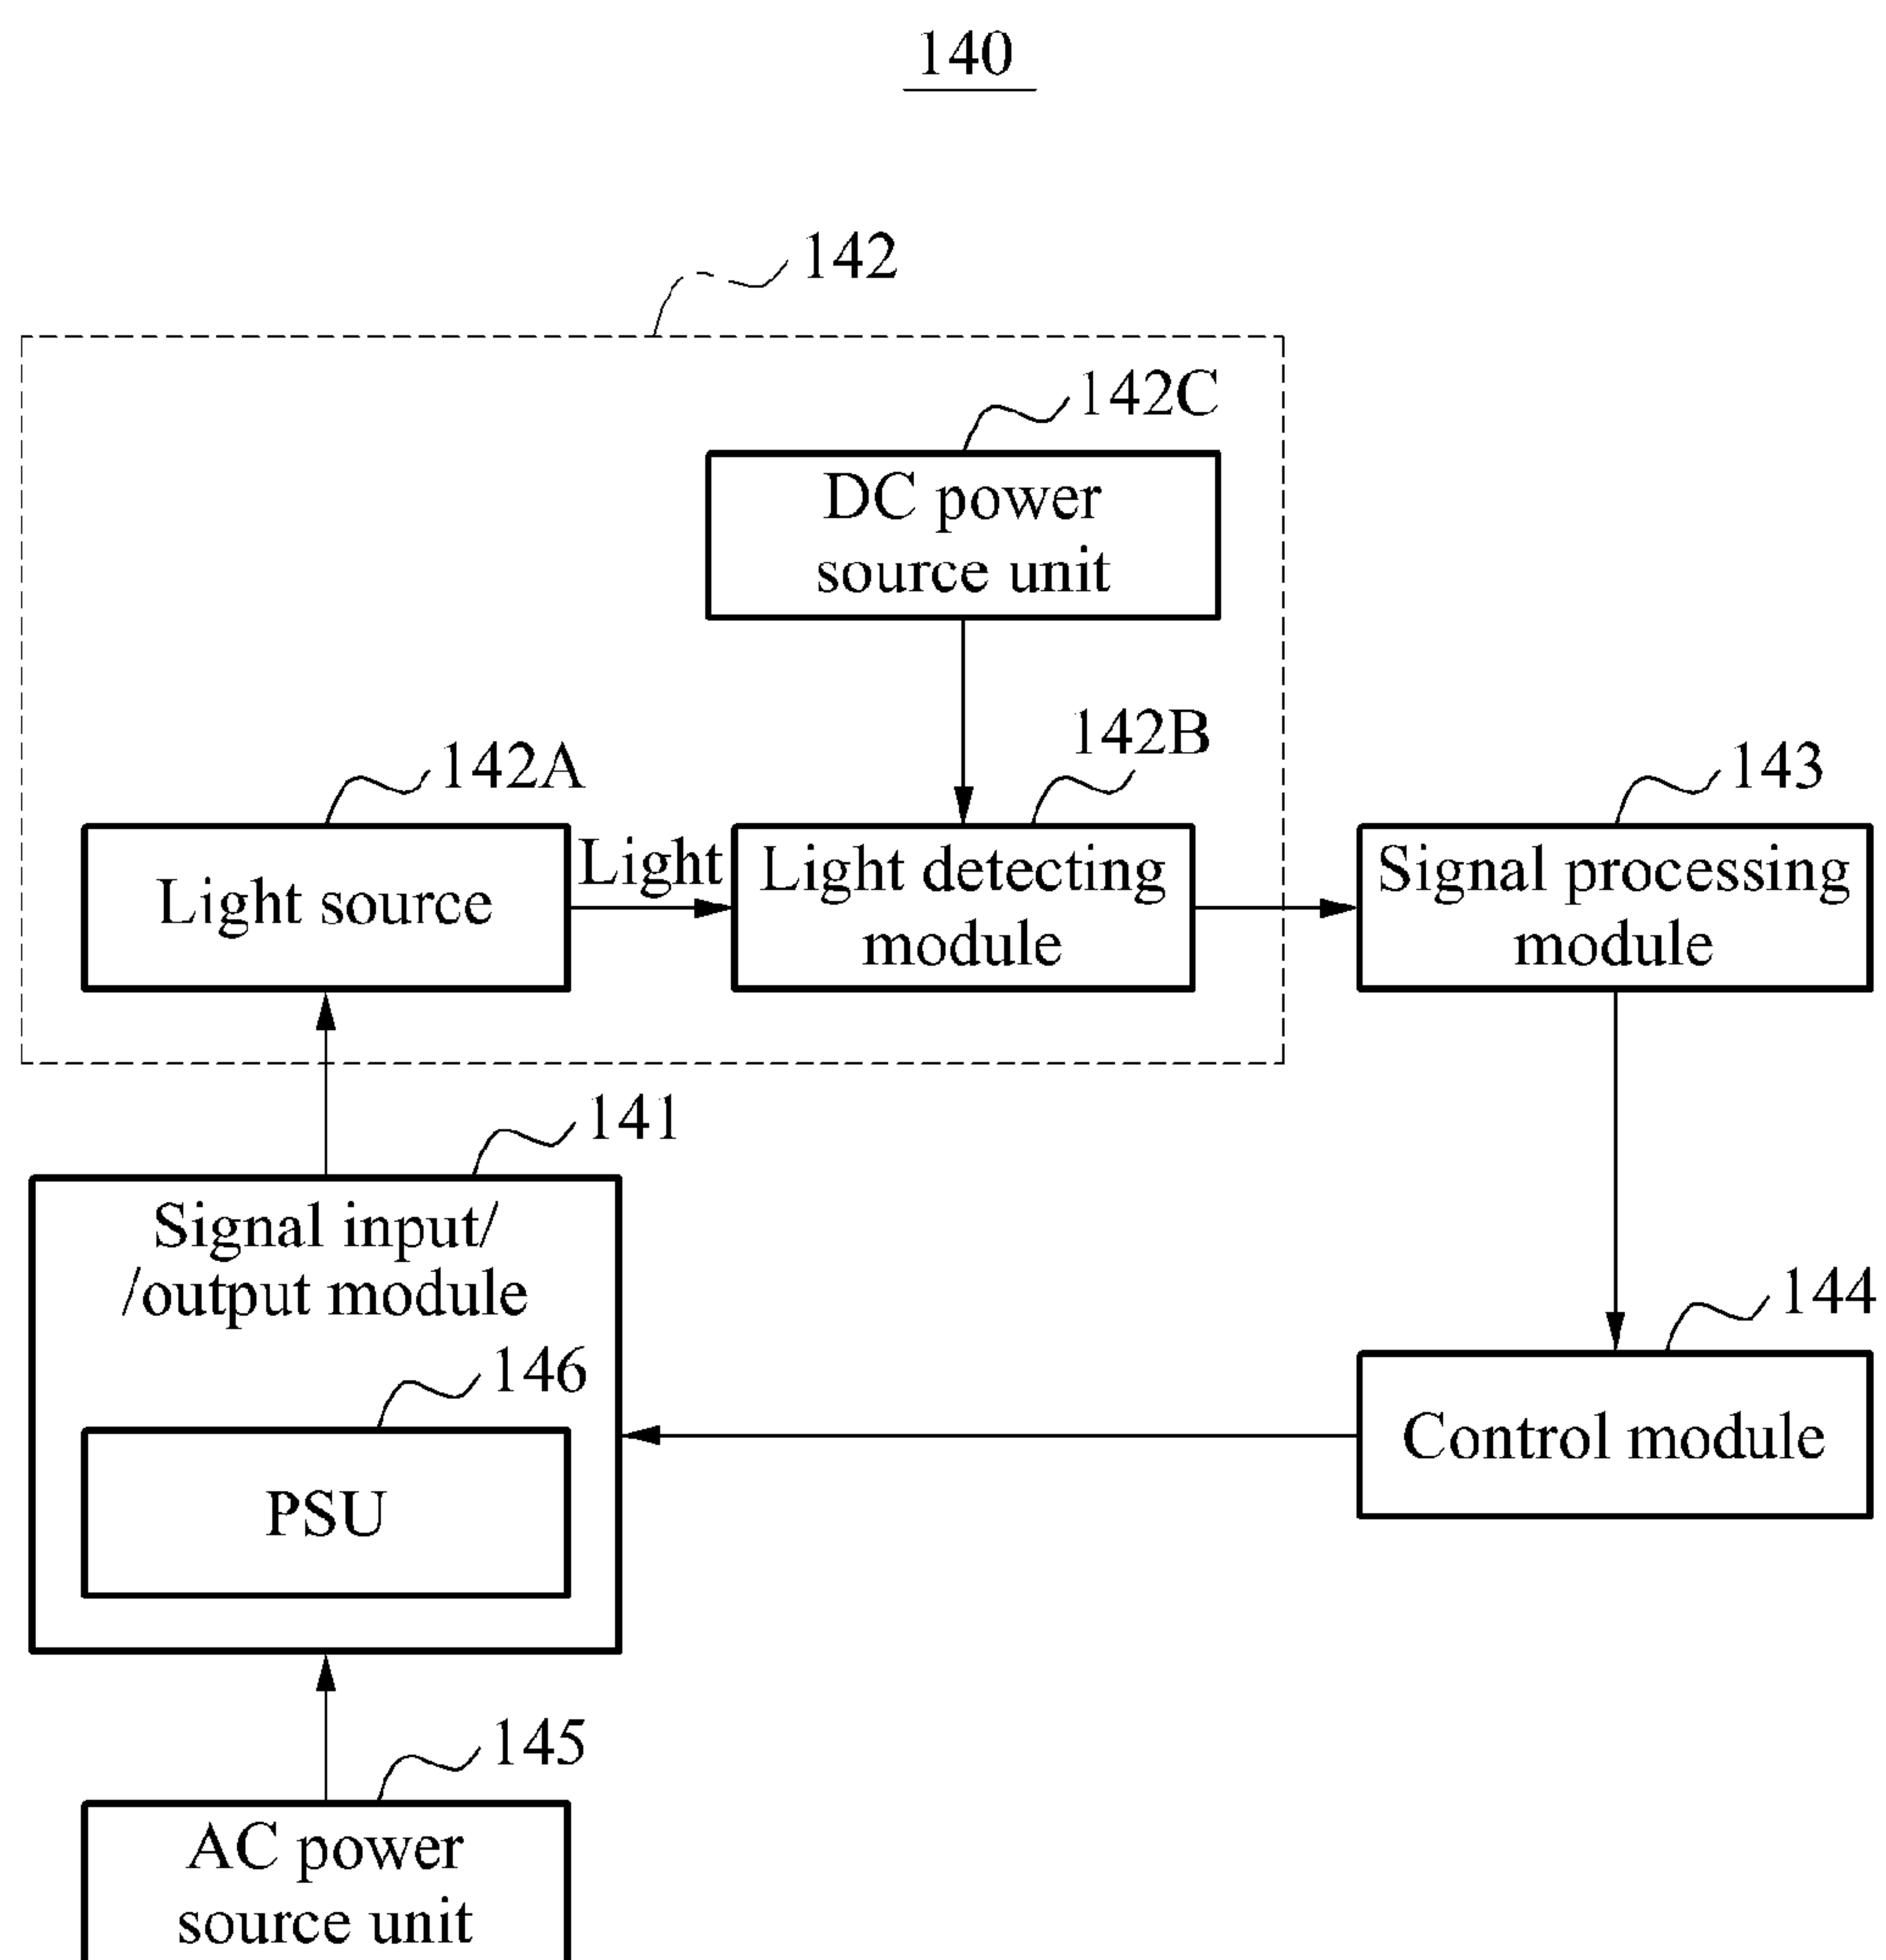 140
142
142C
DC power
source unit
142B
142A
143
Light source
Light
Light detecting
module
Signal processing
module
141
Signal input/
/output module
144
146
Control module
PSU
145
AC power
source unit